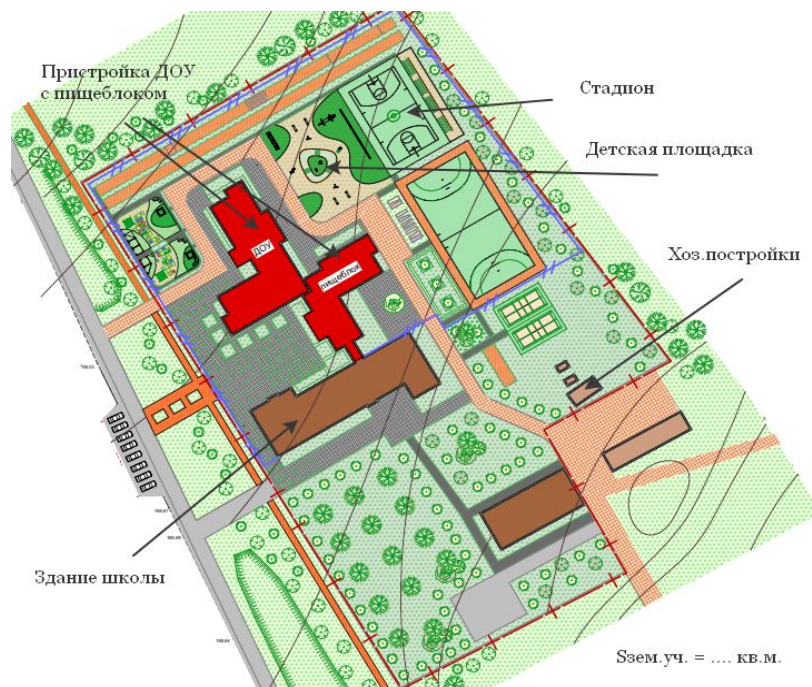 Пристройка ДОУ
с пищеблоком
Стадион
Детская площадка
ДОУ
пищеблок
Хоз.постройки
Здание школы
Sзем.уч. = .... кв.м.